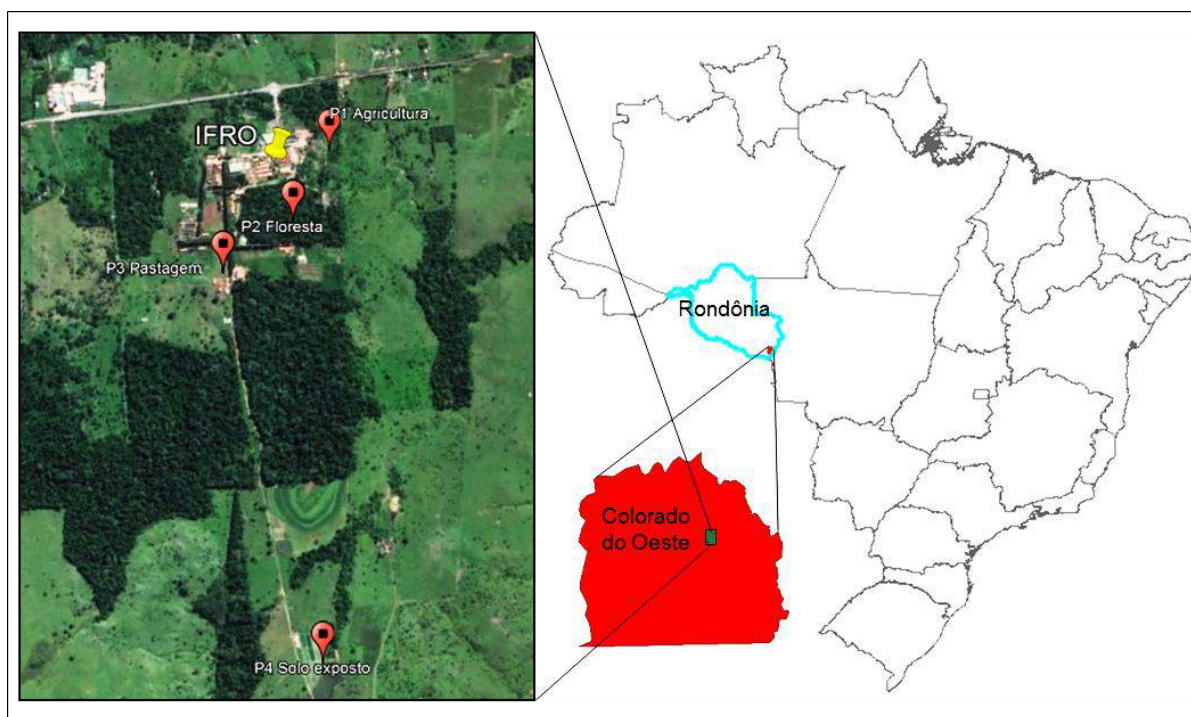 P1 Agricultura
IFRO
P2 Floresta
P3 Pastagem
P4 Solo exposto
Rondônia
Colorado
do Oeste